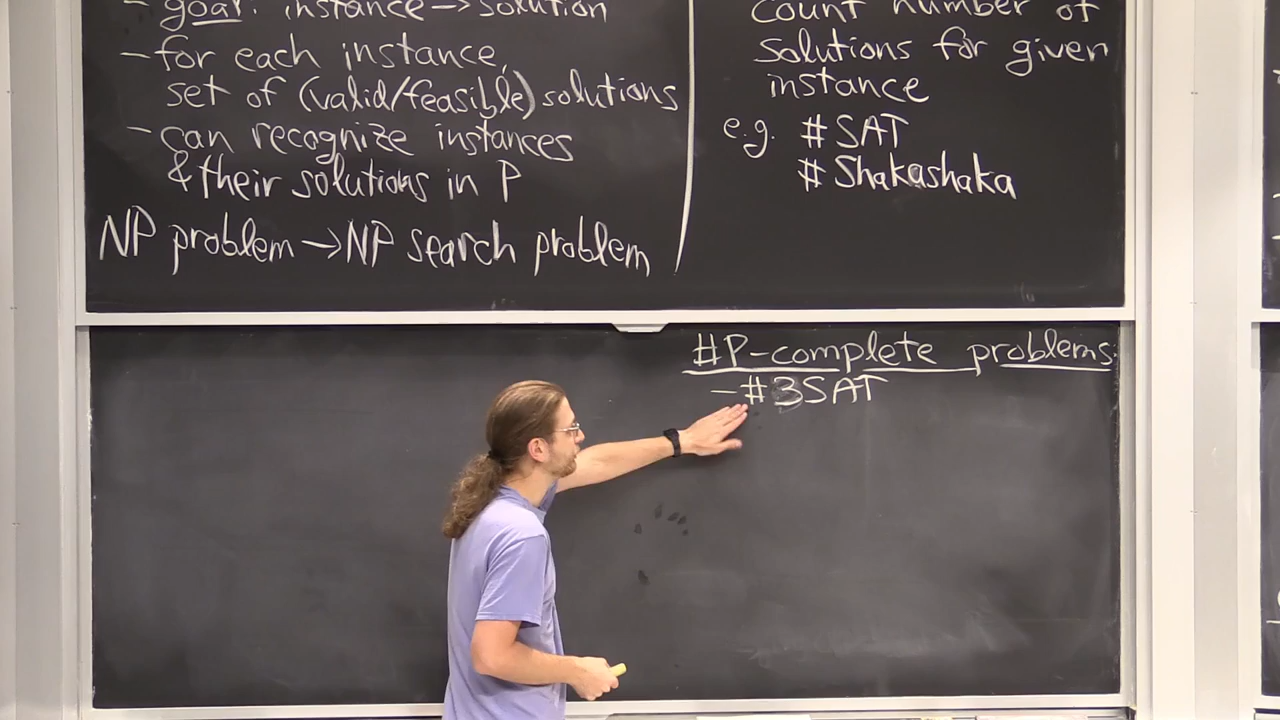 - goal: instance → solution
- for each instance,
set of (valid/feasible) solutions
- can recognize instances
& their solutions in P
NP problem → NP search problem
count number of
solutions for given
instance
e.g. # SAT
# Shakashaka
#P-complete problems:
- #3SAT